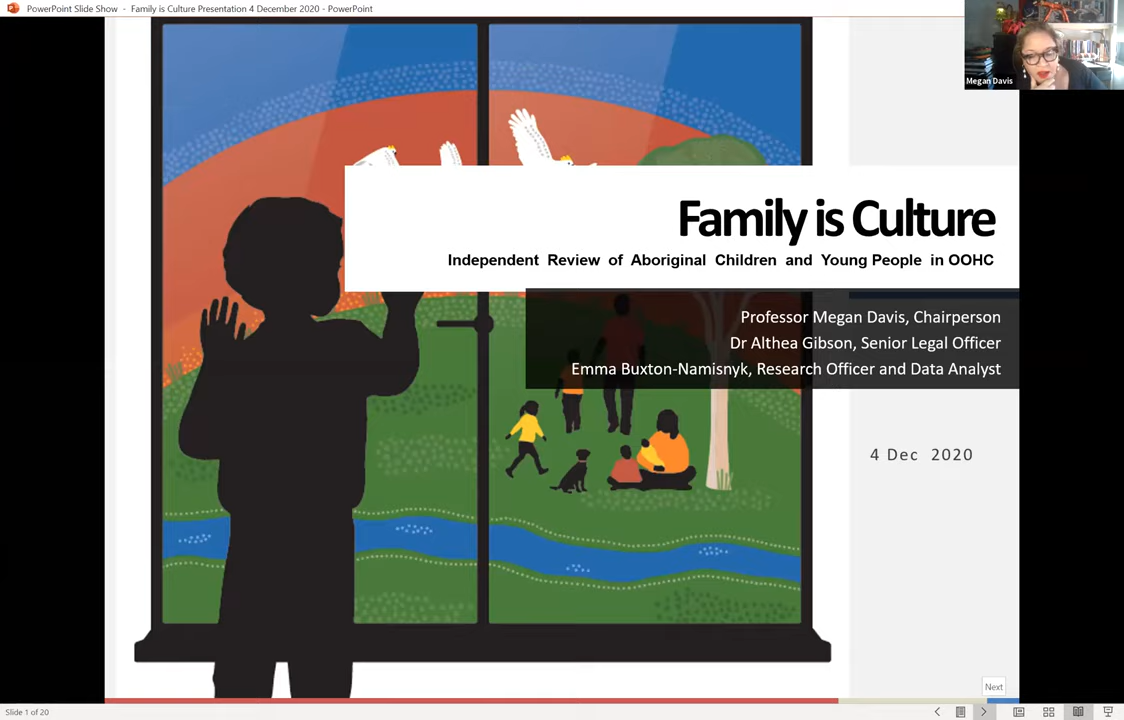 PowerPoint Slide Show - Family is Culture Presentation 4 December 2020 - PowerPoint
Megan Davis
Family is Culture
Independent Review of Aboriginal Children and Young People in OOHC
Professor Megan Davis, Chairperson
Dr Althea Gibson, Senior Legal Officer
Emma Buxton-Namisnyk, Research Officer and Data Analyst
4 Dec 2020
Next
Slide 1 of 20